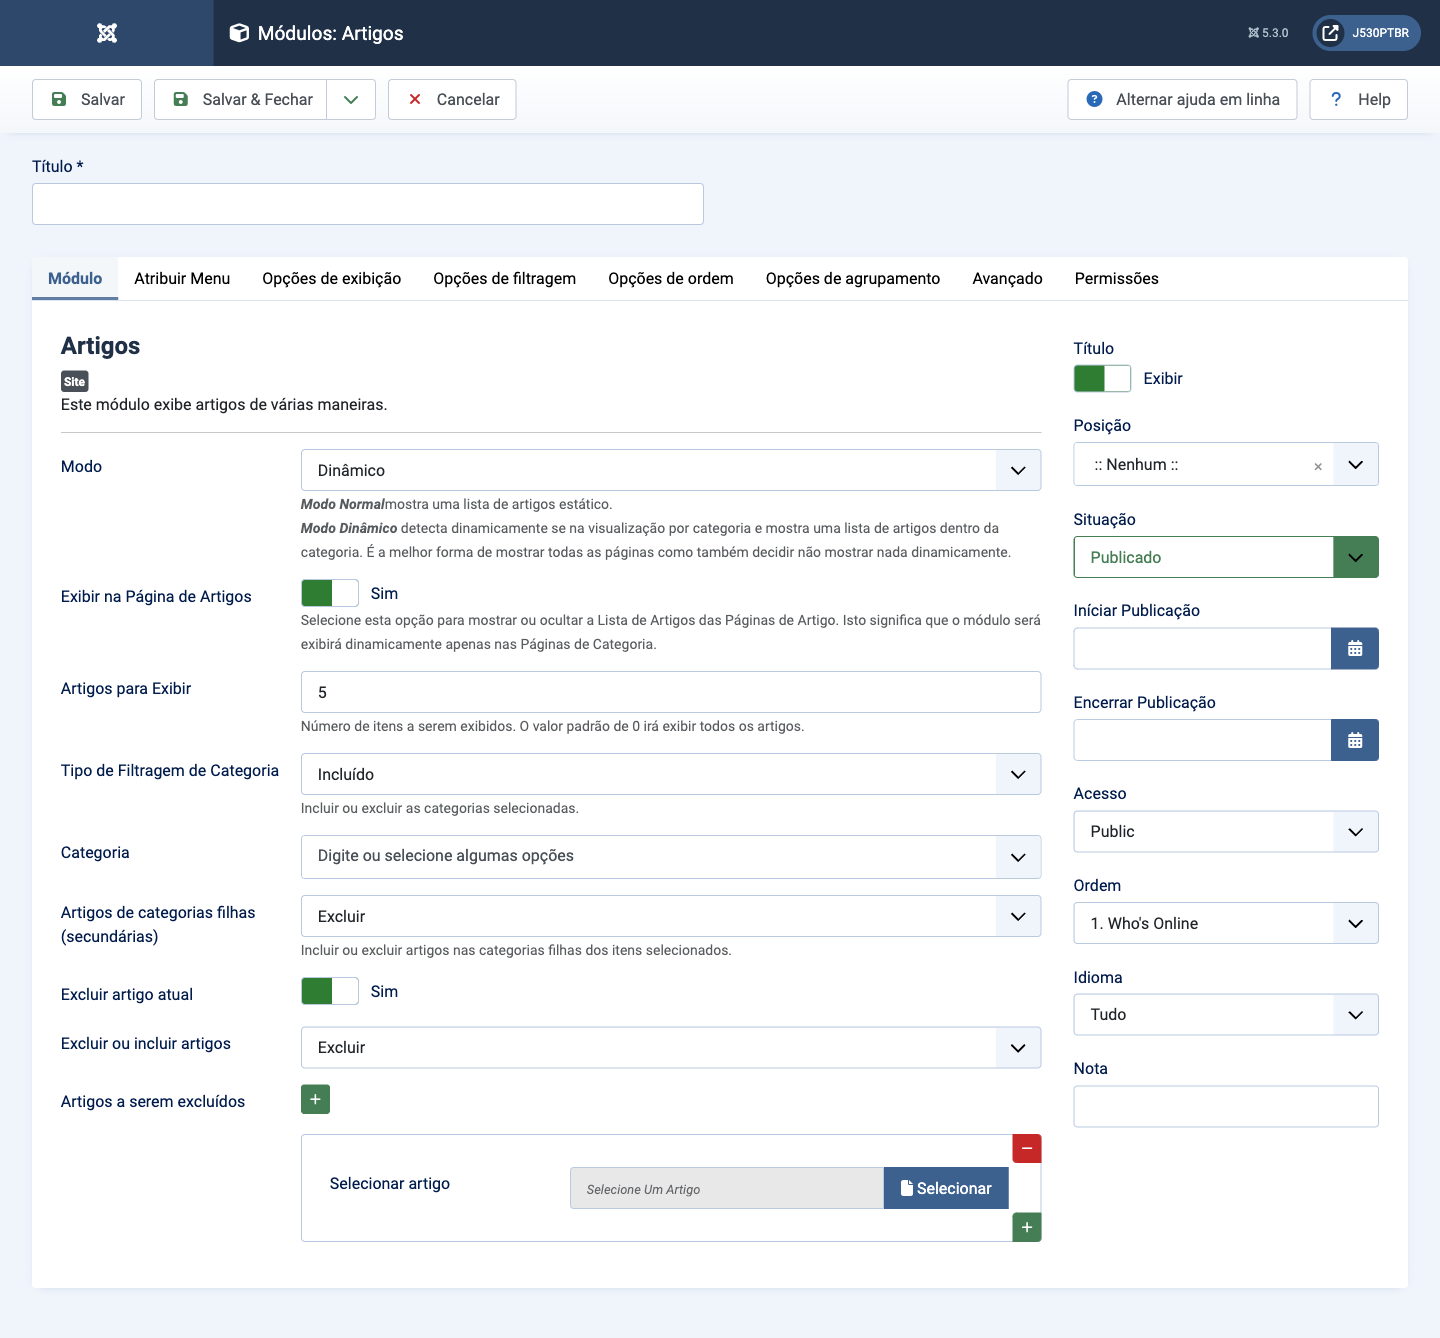 Módulos: Artigos
5.3.0
J530PTBR
Salvar
Salvar & Fechar
Cancelar
Alternar ajuda em linha
? Help
Título *
Módulo
Atribuir Menu
Opções de exibição
Opções de filtragem
Opções de ordem
Opções de agrupamento
Avançado
Permissões
Artigos
Site
Este módulo exibe artigos de várias maneiras.
Modo
Dinâmico
Modo Normalmostra uma lista de artigos estático.
Modo Dinâmico detecta dinamicamente se na visualização por categoria e mostra uma lista de artigos dentro da
categoria. É a melhor forma de mostrar todas as páginas como também decidir não mostrar nada dinamicamente.
Exibir na Página de Artigos
Sim
Selecione esta opção para mostrar ou ocultar a Lista de Artigos das Páginas de Artigo. Isto significa que o módulo será
exibirá dinamicamente apenas nas Páginas de Categoria.
Artigos para Exibir
5
Número de itens a serem exibidos. O valor padrão de 0 irá exibir todos os artigos.
Tipo de Filtragem de Categoria
Incluído
Incluir ou excluir as categorias selecionadas.
Categoria
Digite ou selecione algumas opções
Artigos de categorias filhas
(secundárias)
Excluir
Incluir ou excluir artigos nas categorias filhas dos itens selecionados.
Excluir artigo atual
Sim
Excluir ou incluir artigos
Excluir
Artigos a serem excluídos
Selecionar artigo
Selecione Um Artigo
Selecionar
Título
Exibir
Posição
:: Nenhum ::
Situação
Publicado
Iníciar Publicação
Encerrar Publicação
Acesso
Public
Ordem
1. Who's Online
Idioma
Tudo
Nota